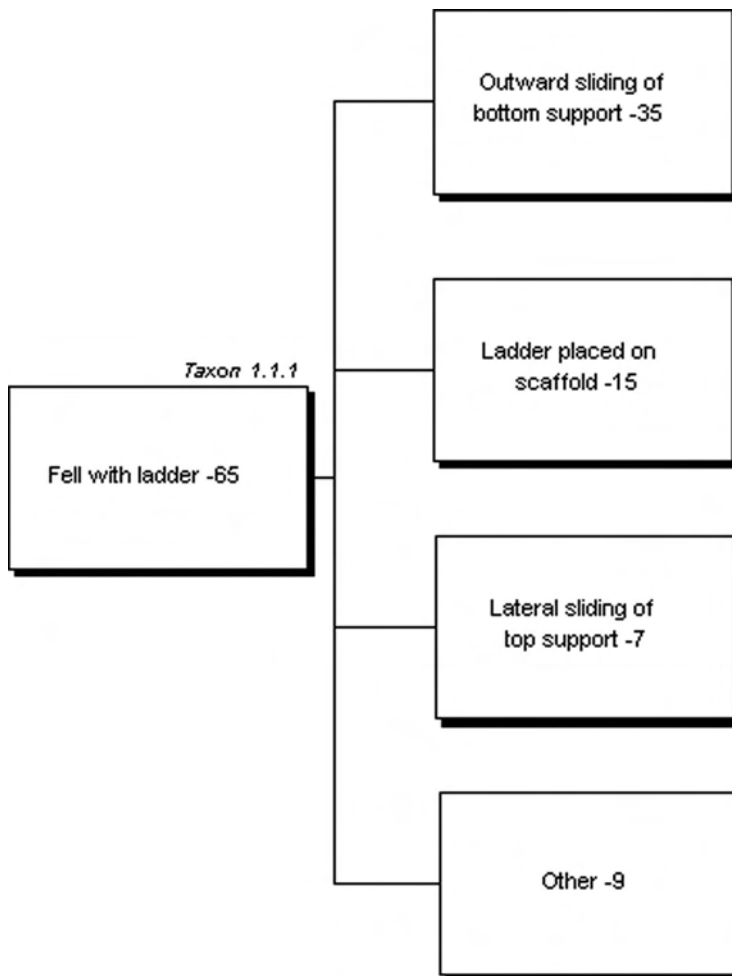 Outward sliding of
bottom support -35
Ladder placed on
scaffold -15
Taxon 1.1.1
Fell with ladder -65
Lateral sliding of
top support -7
Other -9